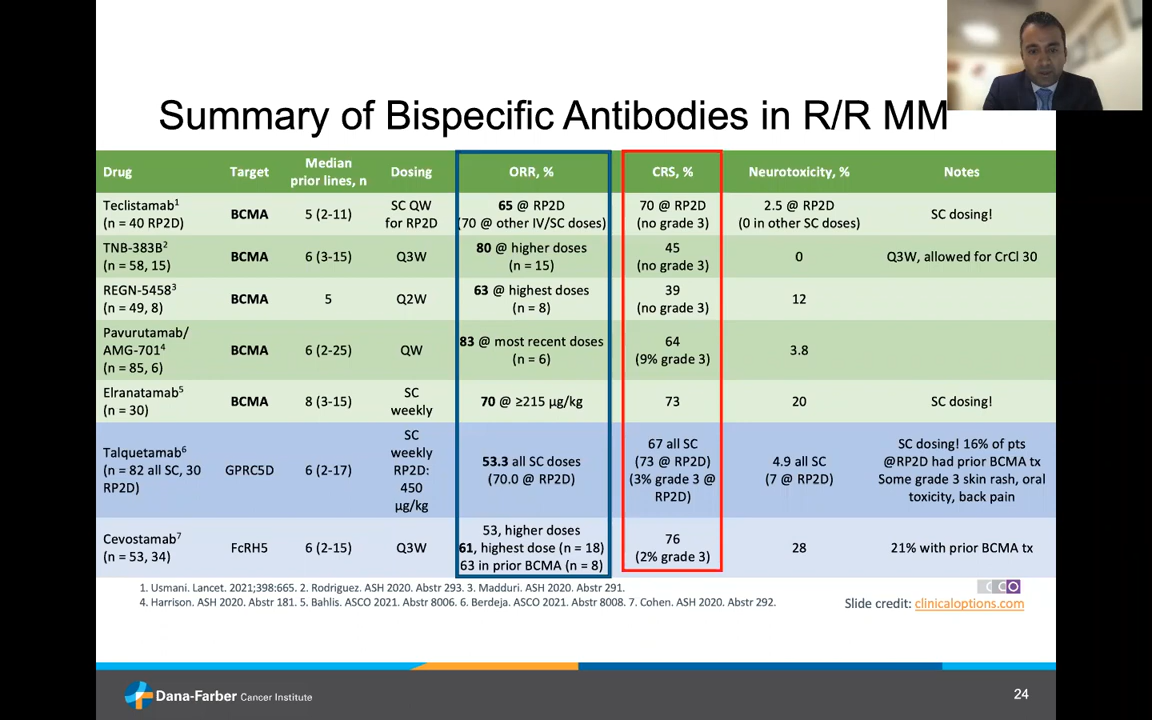 Summary of Bispecific Antibodies in R/R MM
Drug
Target
Median
prior lines, n
Dosing
ORR, %
CRS, %
Neurotoxicity, %
Notes
Teclistamab1
(n = 40 RP2D)
BCMA
5 (2-11)
SC QW
for RP2D
65 @ RP2D
(70 @ other IV/SC doses)
70 @ RP2D
(no grade 3)
2.5 @ RP2D
(0 in other SC doses)
SC dosing!
TNB-383B2
(n = 58, 15)
BCMA
6 (3-15)
Q3W
80 @ higher doses
(n = 15)
45
(no grade 3)
0
Q3W, allowed for CrCl 30
REGN-54583
(n = 49, 8)
BCMA
5
Q2W
63 @ highest doses
(n = 8)
39
(no grade 3)
12
Pavurutamab/
AMG-7014
(n = 85, 6)
BCMA
6 (2-25)
QW
83 @ most recent doses
(n = 6)
64
(9% grade 3)
3.8
Elranatamab5
(n = 30)
BCMA
8 (3-15)
SC
weekly
70 @ ≥215 µg/kg
73
20
SC dosing!
Talquetamab6
(n = 82 all SC, 30
RP2D)
GPRC5D
6 (2-17)
SC
weekly
RP2D:
450
µg/kg
53.3 all SC doses
(70.0 @ RP2D)
67 all SC
(73 @ RP2D)
(3% grade 3 @
RP2D)
4.9 all SC
(7 @ RP2D)
SC dosing! 16% of pts
@RP2D had prior BCMA tx
Some grade 3 skin rash, oral
toxicity, back pain
Cevostamab7
(n = 53, 34)
FcRH5
6 (2-15)
Q3W
53, higher doses
61, highest dose (n = 18)
63 in prior BCMA (n = 8)
76
(2% grade 3)
28
21% with prior BCMA tx
1. Usmani. Lancet. 2021;398:665. 2. Rodriguez. ASH 2020. Abstr 293. 3. Madduri. ASH 2020. Abstr 291.
4. Harrison. ASH 2020. Abstr 181. 5. Bahlis. ASCO 2021. Abstr 8006. 6. Berdeja. ASCO 2021. Abstr 8008. 7. Cohen. ASH 2020. Abstr 292.
CCO
Slide credit: clinicaloptions.com
Dana-Farber Cancer Institute
24